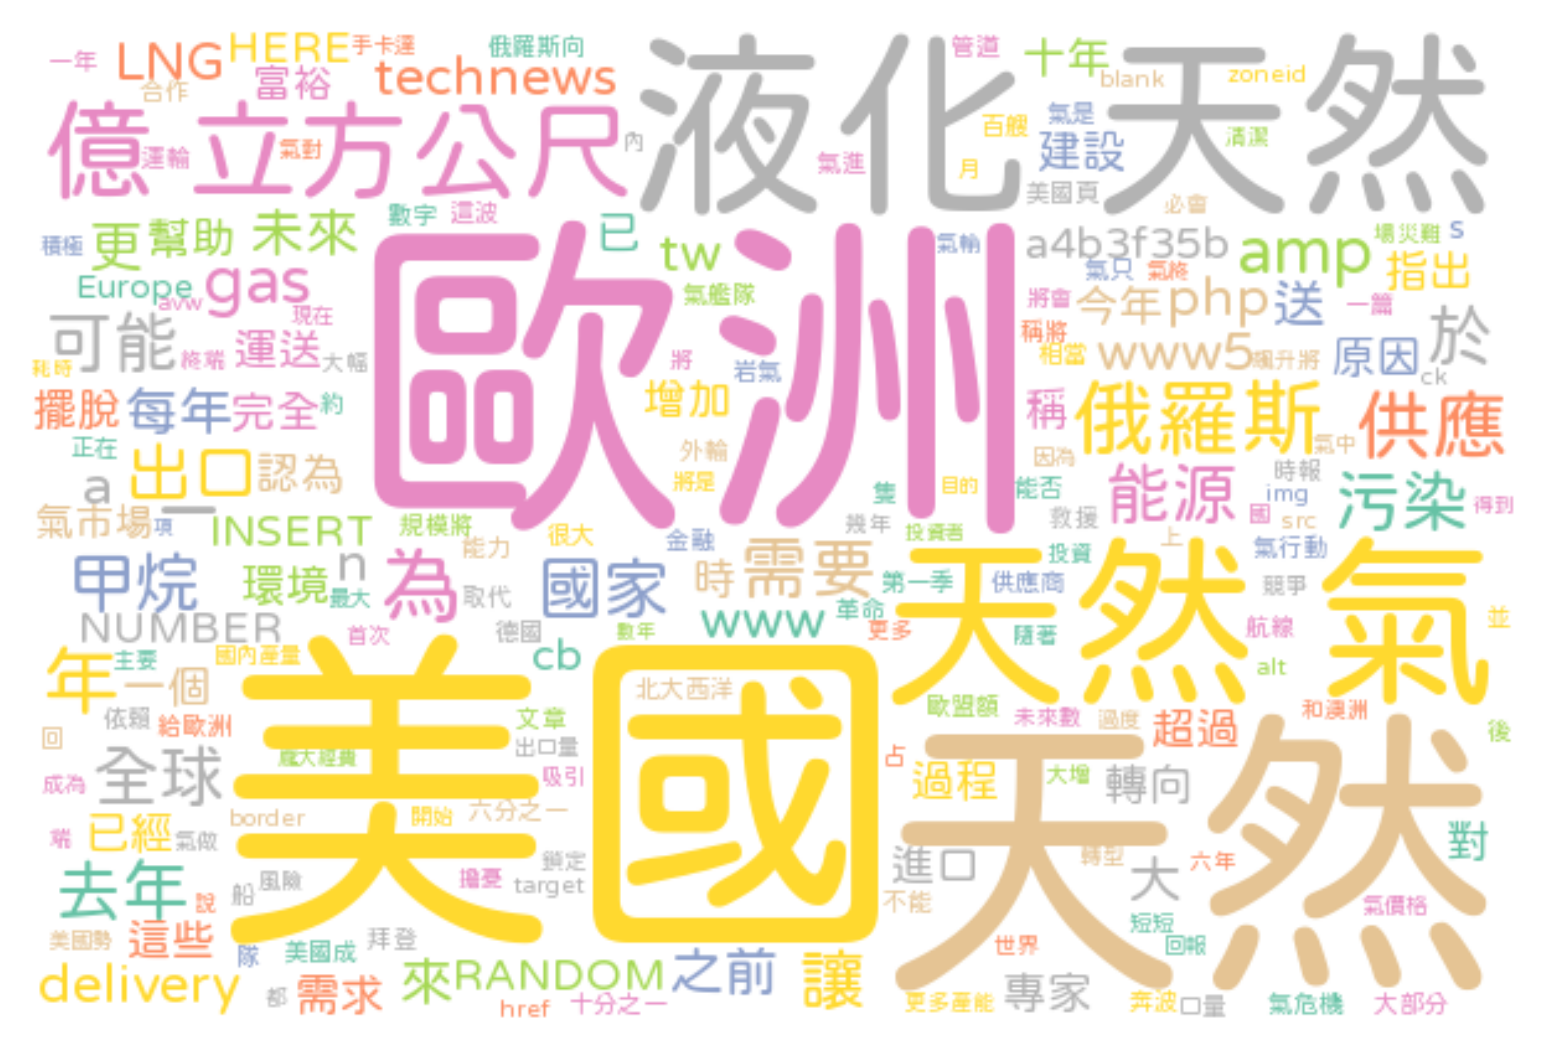 一年 LNG HERE 手卡達 俄羅斯向 管道 十年
合作 富裕 technews 液化天然 blank zoneid
億 立方公尺 運輸 氣對 內 氣進 百艘 月 氣是 建設 清潔
美國頁 必會
積極 更 幫助 未來 數字 這波 已 tw 氣輸 a4b3f35b amp 場災難 s
Europe avw gas 現在 氣艦隊 歐洲 將會 氣只 氣終 今年 php 送 一篇 指出
可能 終端 運送 大幅 將 岩氣 稱將 相當 www5 飆升將 原因 ck 於
耗時 擺脫 每年 完全 約 增加 稱 俄羅斯 供應
正在 a 出口 認為 外輪 將是 因為 氣中
氣市場 一 項 INSERT 規模將 很大 金融 隻 幾年 目的 能否 投資者 救援 能源 國 時報 img src 污染 得到
甲烷 環境 n 最大 為 能力 取代 國家 時 需要 第一季 天然氣 供應商 投資 上 氣行動 競爭
NUMBER 首次 德國 數年 www 革命 更多 隨著 航線 並
年 主要 一個 國內產量 美國 cb 北大西洋 alt
回 依賴 給歐洲 文章 歐盟額 未來數 過度 超過 和澳洲 後
成為 全球 龐大經費 出口量 吸引 占 過程 天然 大增 轉向
端 已經 氣做 border 開始 六分之一 對
去年 說 船 風險 擔憂 鎖定 target 進口 不能 轉型 大 六年 氣價格
美國勢 這些 隊 美國成 拜登 世界 短短 回報
delivery 都 需求 來 RANDOM 之前 讓 專家
href 十分之一 更多產能 奔波 口量 氣危機 大部分